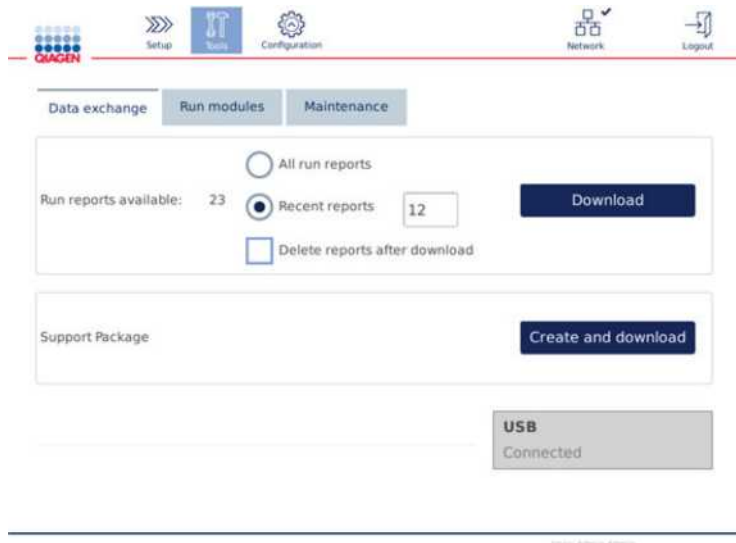 Setup
Tools
Configuration
Network
Logout
QIAGEN
Data exchange
Run modules
Maintenance
All run reports
Run reports available: 23
Recent reports 12
Download
Delete reports after download
Support Package
Create and download
USB
Connected